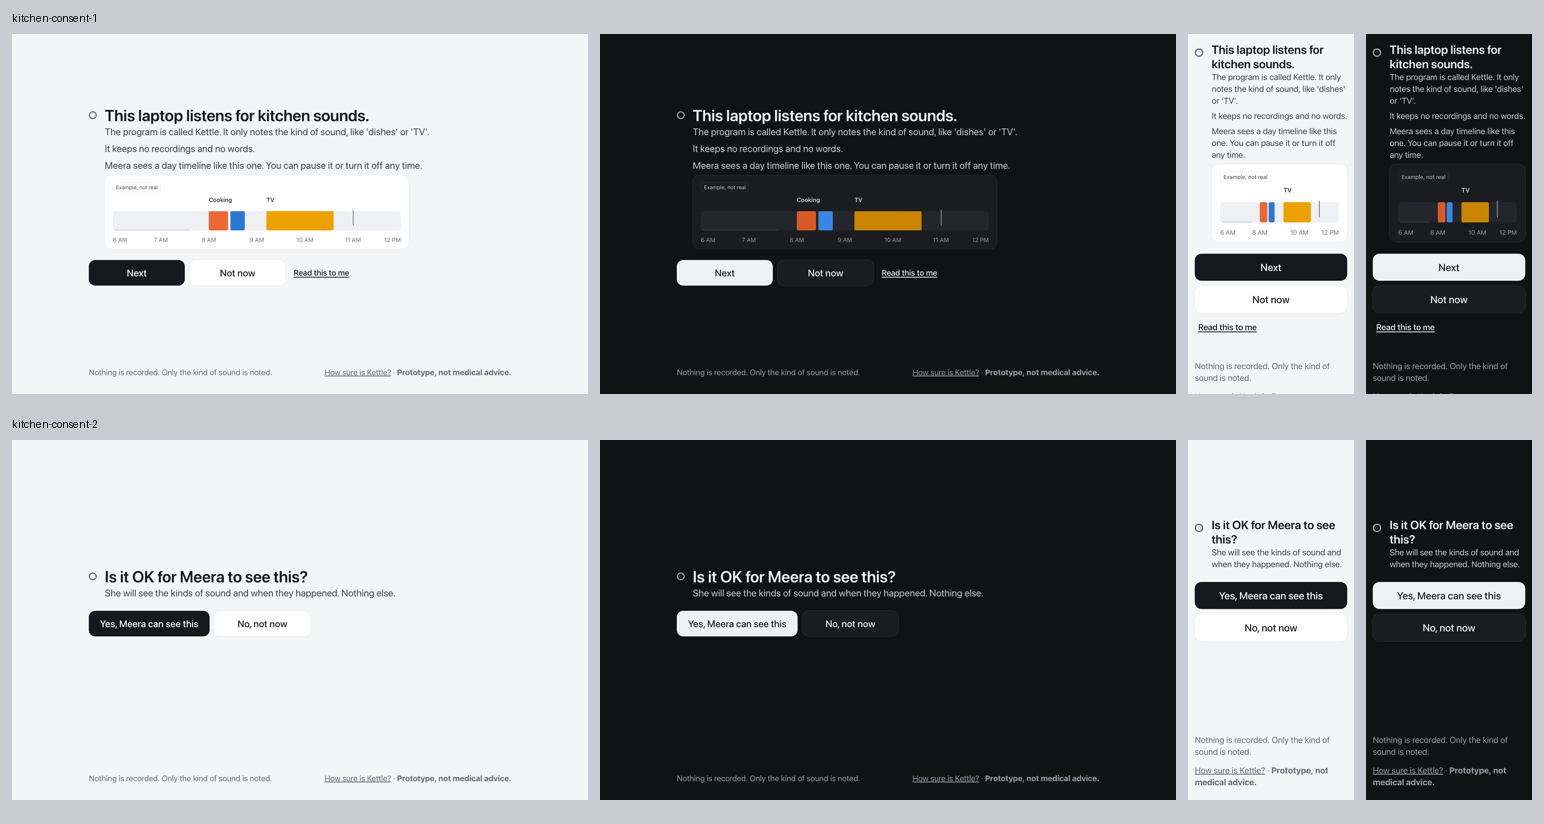 kitchen-consent-1
This laptop listens for kitchen sounds.
The program is called Kettle. It only notes the kind of sound, like 'dishes' or 'TV'.
It keeps no recordings and no words.
Meera sees a day timeline like this one. You can pause it or turn it off any time.
Example, not real
Cooking TV
6 AM 7 AM 8 AM 9 AM 10 AM 11 AM 12 PM
Next Not now Read this to me
Nothing is recorded. Only the kind of sound is noted. How sure is Kettle? · Prototype, not medical advice.
This laptop listens for kitchen sounds.
The program is called Kettle. It only notes the kind of sound, like 'dishes' or 'TV'.
It keeps no recordings and no words.
Meera sees a day timeline like this one. You can pause it or turn it off any time.
Example, not real
Cooking TV
6 AM 7 AM 8 AM 9 AM 10 AM 11 AM 12 PM
Next Not now Read this to me
Nothing is recorded. Only the kind of sound is noted. How sure is Kettle? · Prototype, not medical advice.
This laptop listens for
kitchen sounds.
The program is called Kettle. It only
notes the kind of sound, like 'dishes'
or 'TV'.
It keeps no recordings and no words.
Meera sees a day timeline like this
one. You can pause it or turn it off
any time.
Example, not real
TV
6 AM 8 AM 10 AM 12 PM
Next
Not now
Read this to me
Nothing is recorded. Only the kind of
sound is noted.
This laptop listens for
kitchen sounds.
The program is called Kettle. It only
notes the kind of sound, like 'dishes'
or 'TV'.
It keeps no recordings and no words.
Meera sees a day timeline like this
one. You can pause it or turn it off
any time.
Example, not real
TV
6 AM 8 AM 10 AM 12 PM
Next
Not now
Read this to me
Nothing is recorded. Only the kind of
sound is noted.
kitchen-consent-2
Is it OK for Meera to see this?
She will see the kinds of sound and when they happened. Nothing else.
Yes, Meera can see this No, not now
Nothing is recorded. Only the kind of sound is noted. How sure is Kettle? · Prototype, not medical advice.
Is it OK for Meera to see this?
She will see the kinds of sound and when they happened. Nothing else.
Yes, Meera can see this No, not now
Nothing is recorded. Only the kind of sound is noted. How sure is Kettle? · Prototype, not medical advice.
Is it OK for Meera to see
this?
She will see the kinds of sound and
when they happened. Nothing else.
Yes, Meera can see this
No, not now
Nothing is recorded. Only the kind of
sound is noted.
How sure is Kettle? · Prototype, not
medical advice.
Is it OK for Meera to see
this?
She will see the kinds of sound and
when they happened. Nothing else.
Yes, Meera can see this
No, not now
Nothing is recorded. Only the kind of
sound is noted.
How sure is Kettle? · Prototype, not
medical advice.